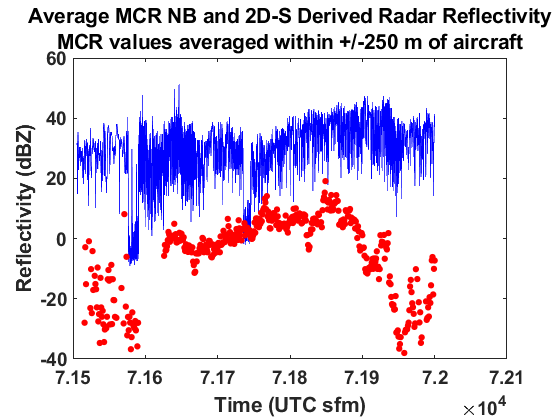 Average MCR NB and 2D-S Derived Radar Reflectivity
MCR values averaged within +/-250 m of aircraft
Reflectivity (dBZ)
60
40
20
0
-20
-40
7.15 7.16 7.17 7.18 7.19 7.2 7.21
Time (UTC sfm)
×10⁴